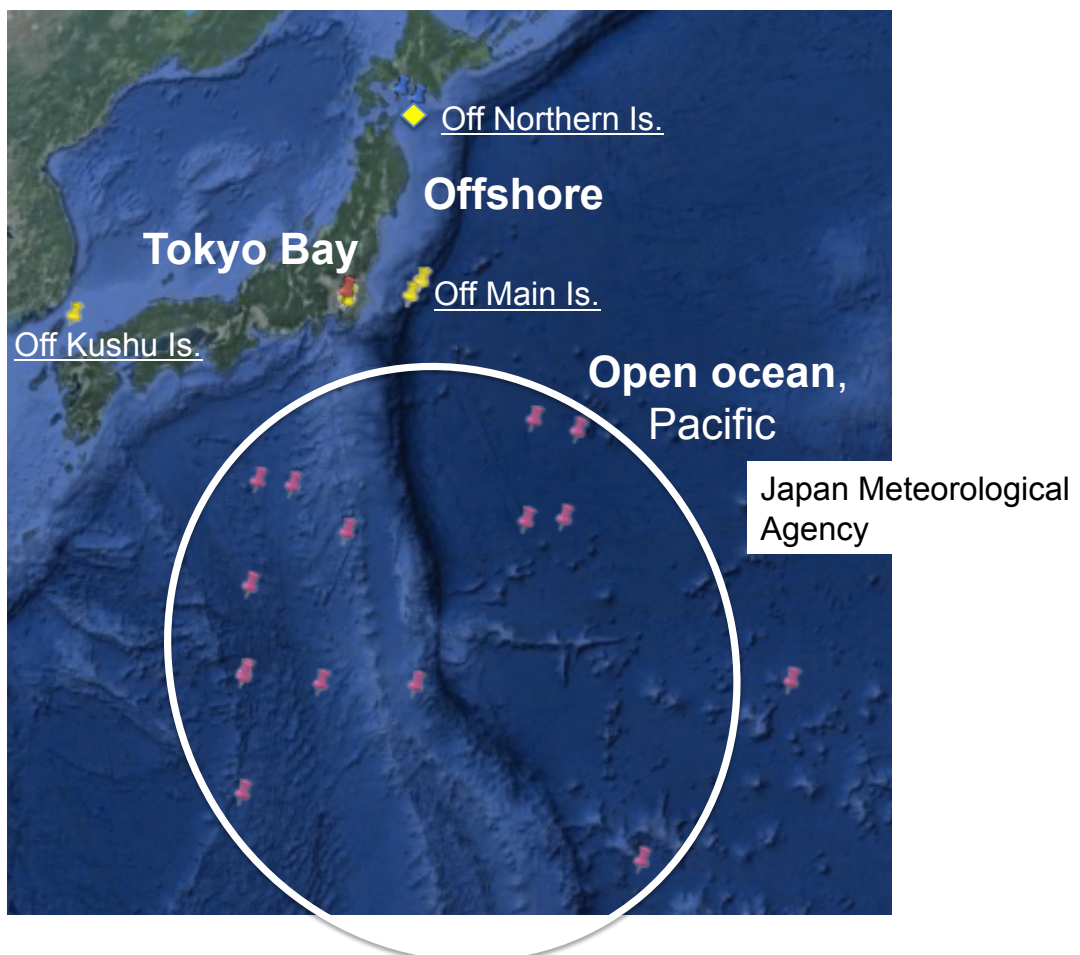 Off Northern Is.
Offshore
Tokyo Bay
Off Main Is.
Off Kushu Is.
Open ocean,
Pacific
Japan Meteorological
Agency